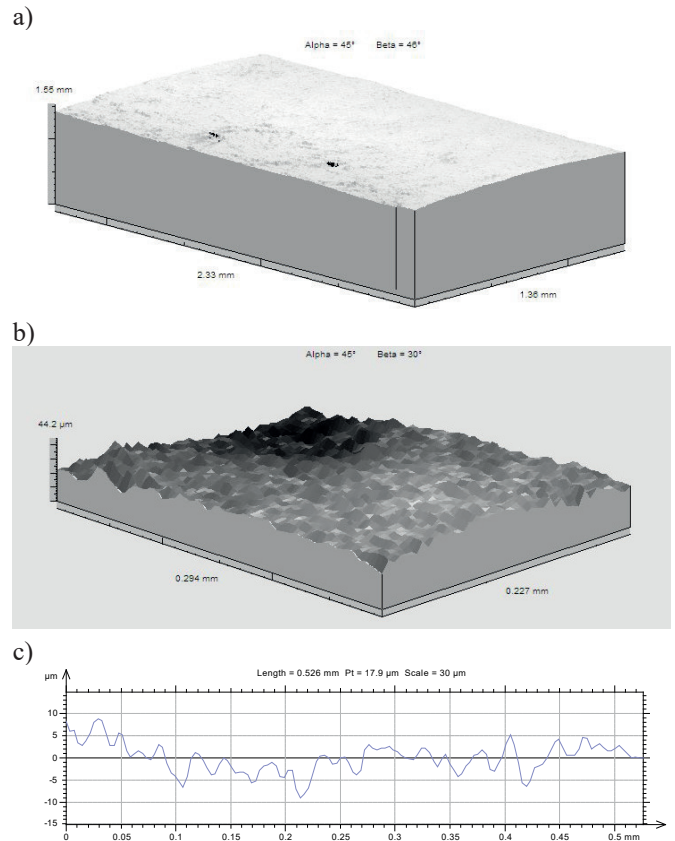 a)
Alpha = 45° Beta = 46°
1.55 mm
2.33 mm
1.36 mm
b)
Alpha = 45° Beta = 30°
44.2 µm
0.294 mm
0.227 mm
c)
µm Length = 0.526 mm Pt = 17.9 µm Scale = 30 µm
10
5
0
-5
-10
-15
0 0.05 0.1 0.15 0.2 0.25 0.3 0.35 0.4 0.45 0.5 mm